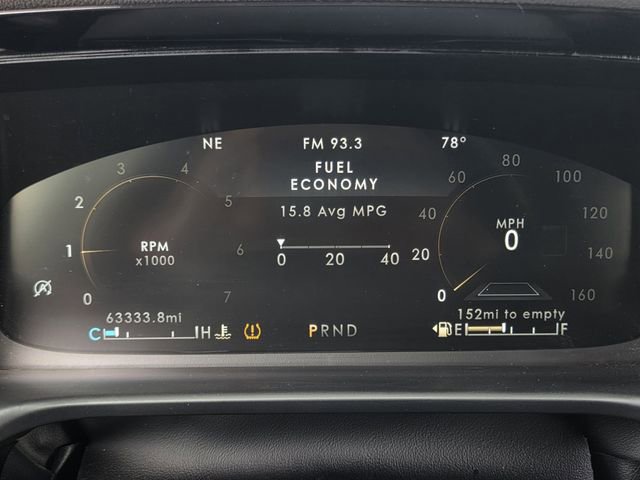 NE FM 93.3 78°
FUEL
ECONOMY
15.8 Avg MPG
0 20 40
0 1 2 3 4 5 6 7
RPM
x1000
0 20 40 60 80 100 120 140 160
MPH
0
63333.8mi
C H
PRND
152mi to empty
E F